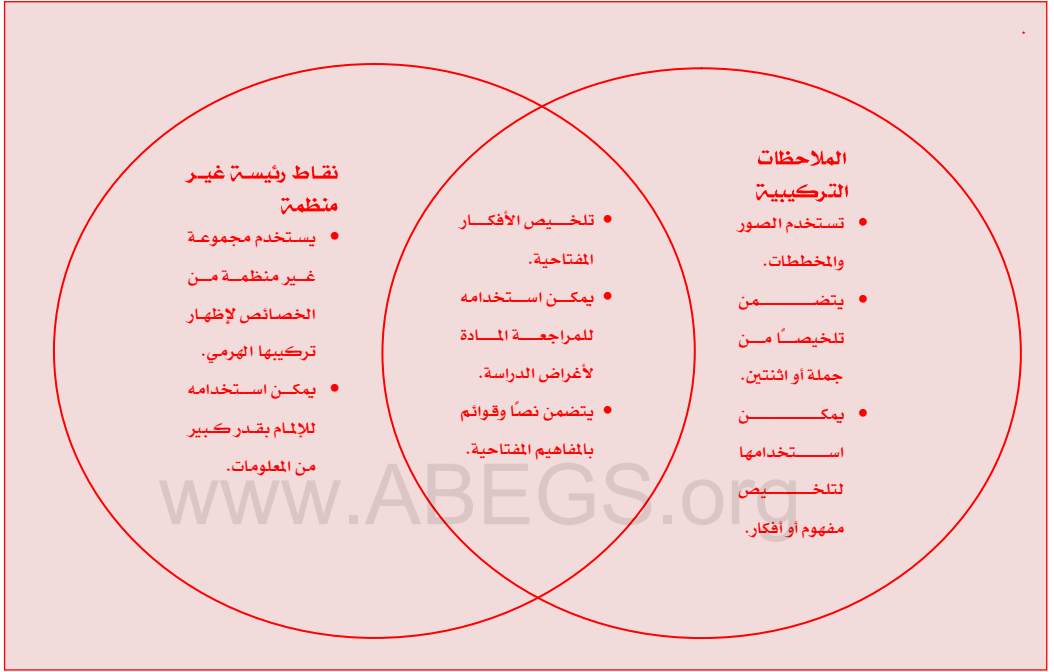 الملاحظات
التركيبية
• تستخدم الصور
والمخططات.
• يتضمن
تلخيصًا من
جملة أو اثنتين.
• يمكن
استخدامها
لتلخيص
مفهوم أو أفكار.
• تلخيص الأفكار
المفتاحية.
• يمكن استخدامه
للمراجعة المادة
لأغراض الدراسة.
• يتضمن نصًا وقوائم
بالمفاهيم المفتاحية.
نقاط رئيسة غير
منظمة
• يستخدم مجموعة
غير منظمة من
الخصائص لإظهار
تركيبها الهرمي.
• يمكن استخدامه
للإلمام بقدر كبير
من المعلومات.
www.ABEGS.org